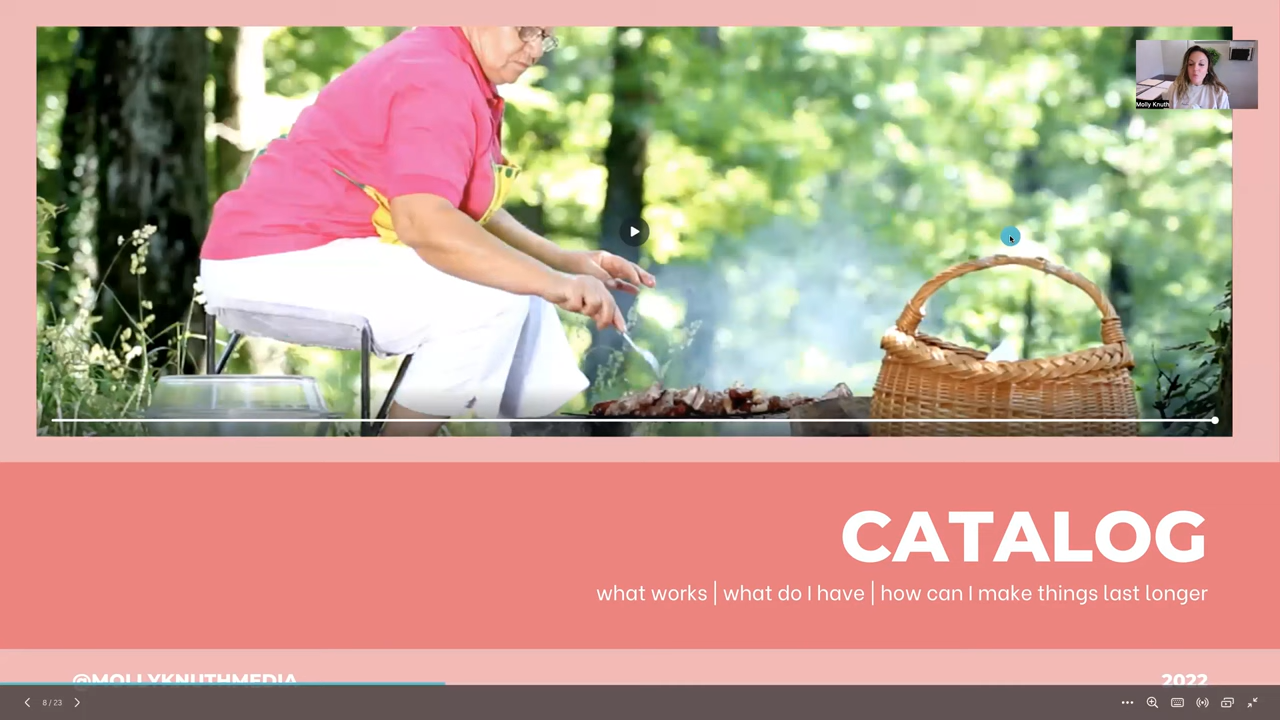 Molly Knuth
CATALOG
what works | what do I have | how can I make things last longer
@MOLLYKNUTHMEDIA
2022
8 / 23